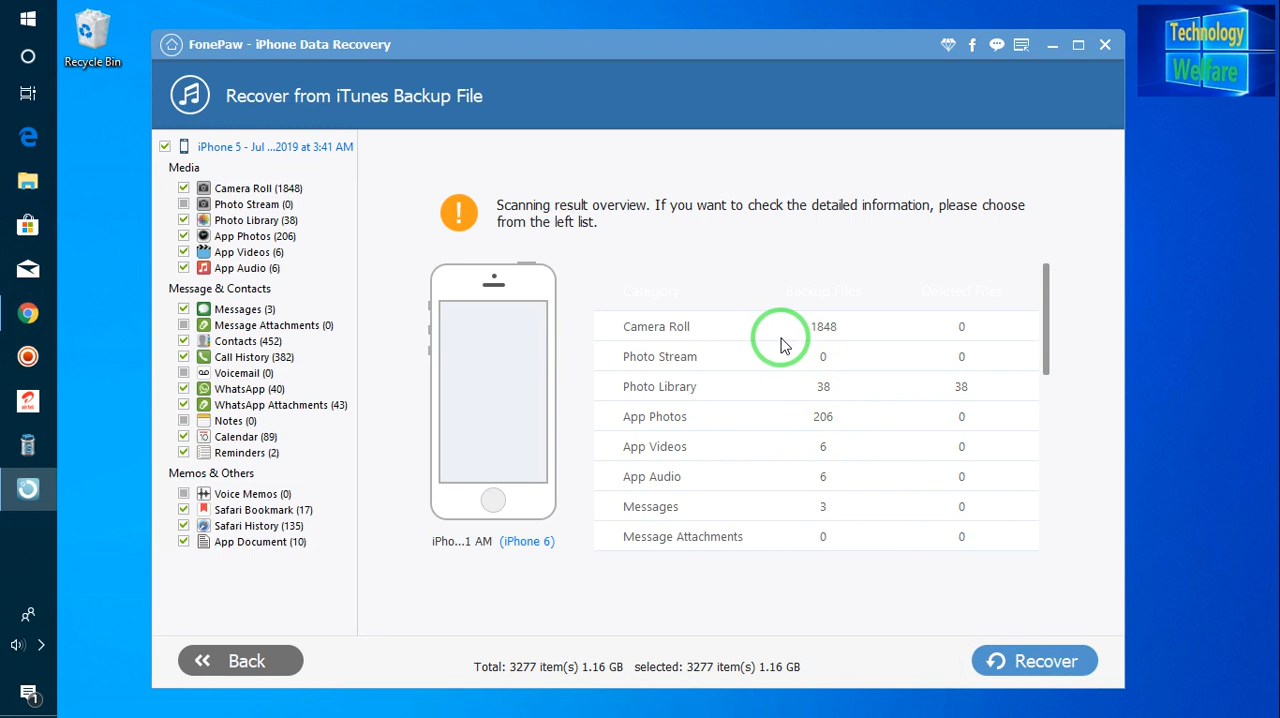 Recycle Bin
Technology
Welfare
FonePaw - iPhone Data Recovery
Recover from iTunes Backup File
iPhone 5 - Jul ...2019 at 3:41 AM
Media
Camera Roll (1848)
Photo Stream (0)
Photo Library (38)
App Photos (206)
App Videos (6)
App Audio (6)
Message & Contacts
Messages (3)
Message Attachments (0)
Contacts (452)
Call History (382)
Voicemail (0)
WhatsApp (40)
WhatsApp Attachments (43)
Notes (0)
Calendar (89)
Reminders (2)
Memos & Others
Voice Memos (0)
Safari Bookmark (17)
Safari History (135)
App Document (10)
Scanning result overview. If you want to check the detailed information, please choose
from the left list.
Category Backup Files Deleted Files
Camera Roll 1848 0
Photo Stream 0 0
Photo Library 38 38
App Photos 206 0
App Videos 6 0
App Audio 6 0
Messages 3 0
Message Attachments 0 0
iPho...1 AM (iPhone 6)
Back
Total: 3277 item(s) 1.16 GB selected: 3277 item(s) 1.16 GB
Recover
airtel
1